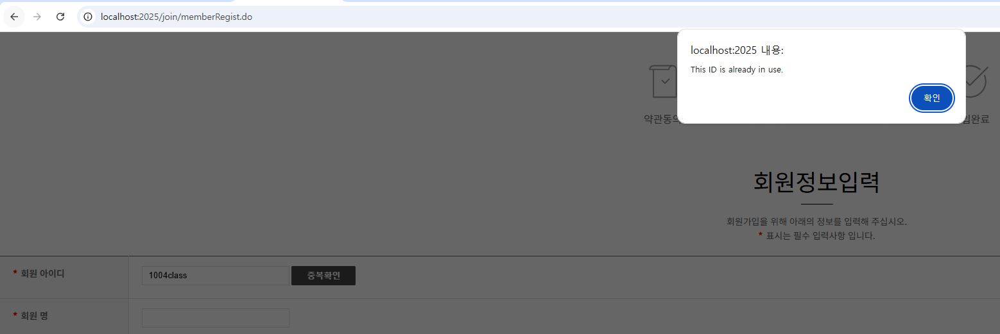 localhost:2025/join/memberRegist.do
localhost:2025 내용:
This ID is already in use.
확인
약관동의
입완료
회원정보입력
회원가입을 위해 아래의 정보를 입력해 주십시오.
* 표시는 필수 입력사항 입니다.
* 회원 아이디
1004class
중복확인
* 회원 명